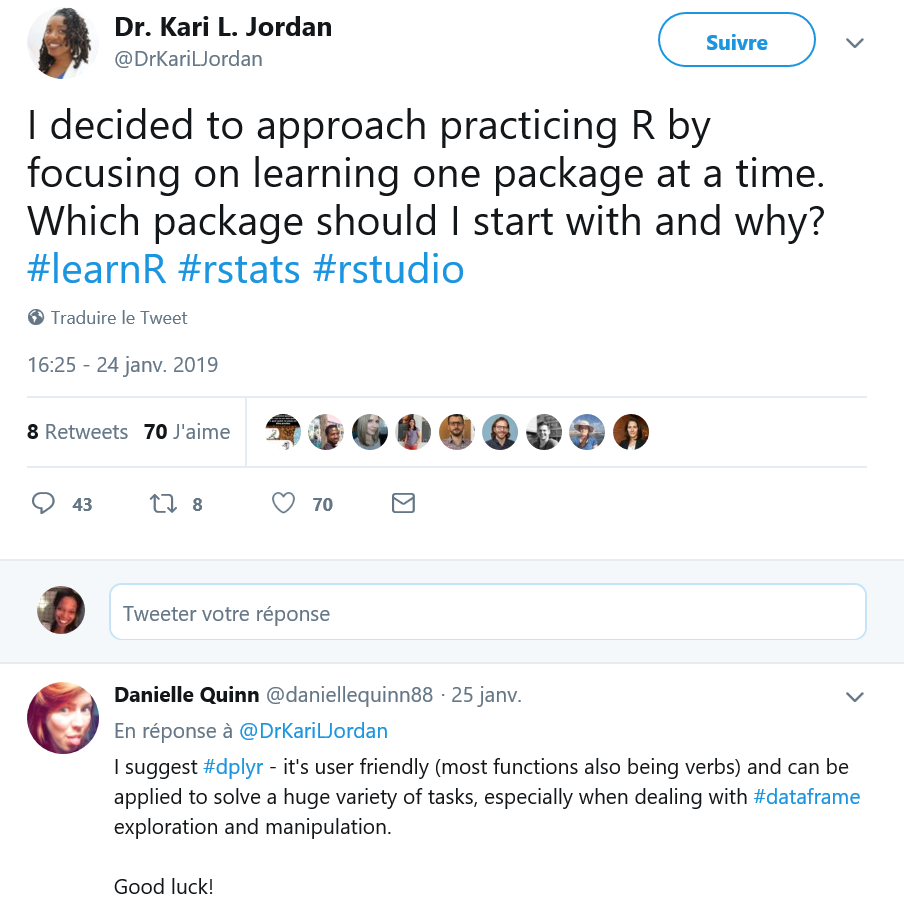 Dr. Kari L. Jordan
@DrKariLJordan
Suivre
I decided to approach practicing R by
focusing on learning one package at a time.
Which package should I start with and why?
#learnR #rstats #rstudio
Traduire le Tweet
16:25 - 24 janv. 2019
8 Retweets 70 J'aime
43 8 70
Tweeter votre réponse
Danielle Quinn @daniellequinn88 · 25 janv.
En réponse à @DrKariLJordan
I suggest #dplyr - it's user friendly (most functions also being verbs) and can be
applied to solve a huge variety of tasks, especially when dealing with #dataframe
exploration and manipulation.
Good luck!